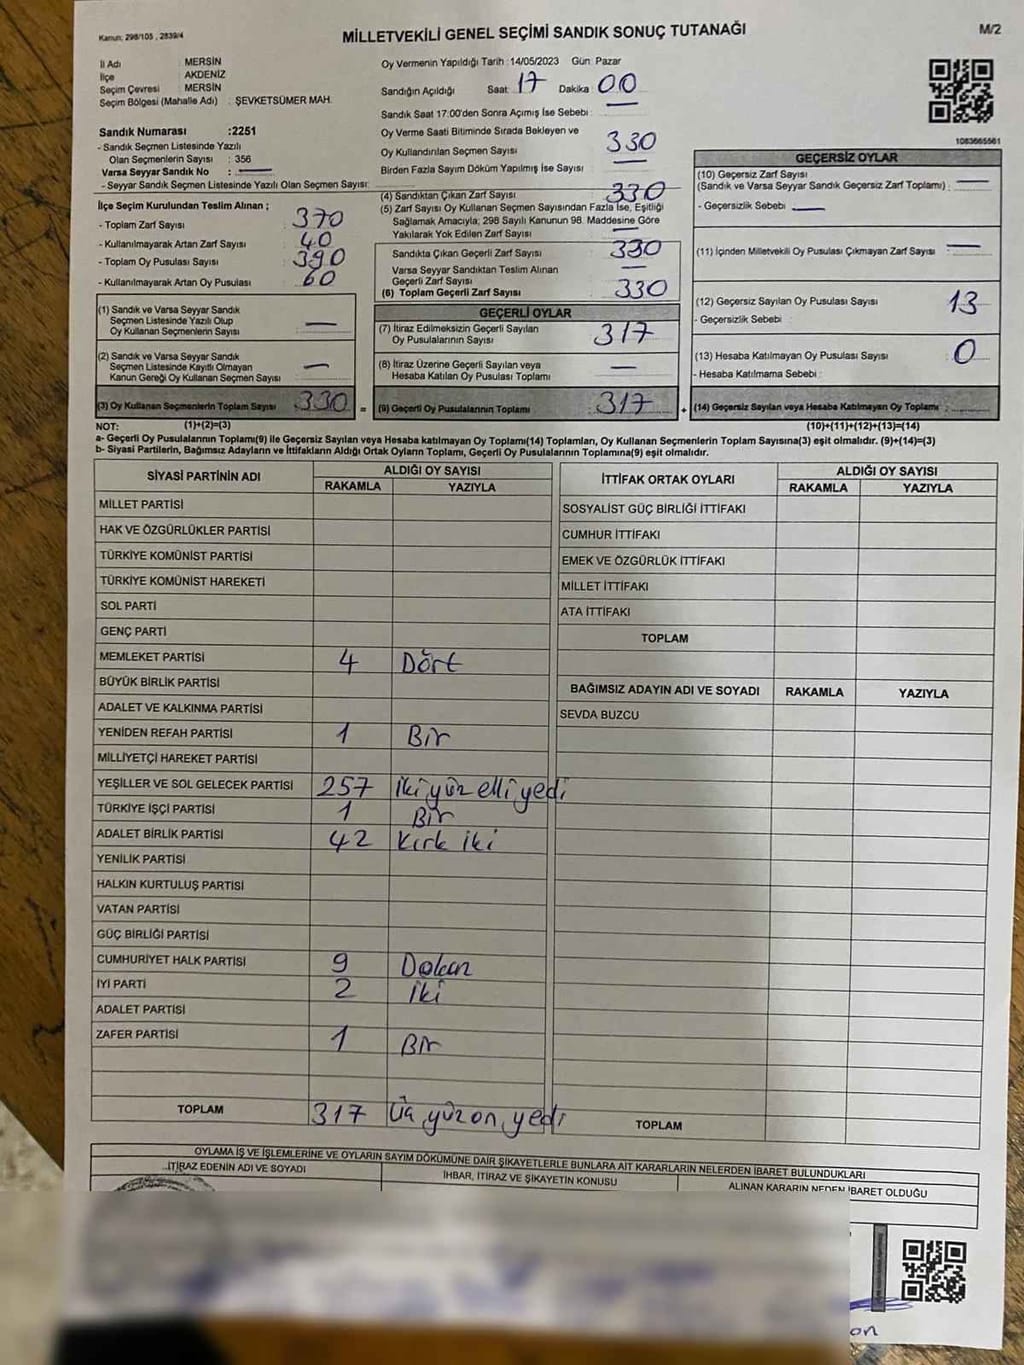 Kanun: 298/105 , 2839/4
MİLLETVEKİLİ GENEL SEÇİMİ SANDIK SONUÇ TUTANAĞI
M/2
İl Adı MERSİN
İlçe AKDENİZ
Seçim Çevresi MERSİN
Seçim Bölgesi (Mahalle Adı) : ŞEVKETSÜMER MAH.
Sandık Numarası :2251
- Sandık Seçmen Listesinde Yazılı
Olan Seçmenlerin Sayısı : 356
Varsa Seyyar Sandık No :
- Seyyar Sandık Seçmen Listesinde Yazılı Olan Seçmen Sayısı:
İlçe Seçim Kurulundan Teslim Alınan ;
- Toplam Zarf Sayısı : 370
- Kullanılmayarak Artan Zarf Sayısı : 40
- Toplam Oy Pusulası Sayısı : 390
- Kullanılmayarak Artan Oy Pusulası : 60
(1) Sandık ve Varsa Seyyar Sandık
Seçmen Listesinde Yazılı Olup
Oy Kullanan Seçmenlerin Sayısı
(2) Sandık ve Varsa Seyyar Sandık
Seçmen Listesinde Kayıtlı Olmayan
Kanun Gereği Oy Kullanan Seçmen Sayısı
(3) Oy Kullanan Seçmenlerin Toplam Sayısı 330 =
(1)+(2)=(3)
Oy Vermenin Yapıldığı Tarih : 14/05/2023 Gün: Pazar
Sandığın Açıldığı Saat: 17 Dakika : 00
Sandık Saat 17:00'den Sonra Açımış İse Sebebi :
Oy Verme Saati Bitiminde Sırada Bekleyen ve
Oy Kullandırılan Seçmen Sayısı : 330
Birden Fazla Sayım Döküm Yapılmış İse Sayısı :
(4) Sandıktan Çıkan Zarf Sayısı : 330
(5) Zarf Sayısı Oy Kullanan Seçmen Sayısından Fazla İse, Eşitliği
Sağlamak Amacıyla; 298 Sayılı Kanunun 98. Maddesine Göre
Yakılarak Yok Edilen Zarf Sayısı :
Sandıkta Çıkan Geçerli Zarf Sayısı : 330
Varsa Seyyar Sandıktan Teslim Alınan
Geçerli Zarf Sayısı
(6) Toplam Geçerli Zarf Sayısı : 330
GEÇERLİ OYLAR
(7) İtiraz Edilmeksizin Geçerli Sayılan
Oy Pusulalarının Sayısı : 317
(8) İtiraz Üzerine Geçerli Sayılan veya
Hesaba Katılan Oy Pusulası Toplamı
(9) Geçerli Oy Pusulalarının Toplamı : 317 +
1083665561
GEÇERSİZ OYLAR
(10) Geçersiz Zarf Sayısı
(Sandık ve Varsa Seyyar Sandık Geçersiz Zarf Toplamı) :
- Geçersizlik Sebebi :
(11) İçinden Milletvekili Oy Pusulası Çıkmayan Zarf Sayısı :
(12) Geçersiz Sayılan Oy Pusulası Sayısı : 13
- Geçersizlik Sebebi :
(13) Hesaba Katılmayan Oy Pusulası Sayısı : 0
- Hesaba Katılmama Sebebi :
(14) Geçersiz Sayılan veya Hesaba Katılmayan Oy Toplamı :
(10)+(11)+(12)+(13)=(14)
NOT:
a- Geçerli Oy Pusulalarının Toplamı(9) ile Geçersiz Sayılan veya Hesaba katılmayan Oy Toplamı(14) Toplamları, Oy Kullanan Seçmenlerin Toplam Sayısına(3) eşit olmalıdır. (9)+(14)=(3)
b- Siyasi Partilerin, Bağımsız Adayların ve İttifakların Aldığı Ortak Oyların Toplamı, Geçerli Oy Pusulalarının Toplamına(9) eşit olmalıdır.
SİYASİ PARTİNİN ADI ALDIĞI OY SAYISI
RAKAMLA YAZIYLA
MİLLET PARTİSİ
HAK VE ÖZGÜRLÜKLER PARTİSİ
TÜRKİYE KOMÜNİST PARTİSİ
TÜRKİYE KOMÜNİST HAREKETİ
SOL PARTİ
GENÇ PARTİ
MEMLEKET PARTİSİ 4 Dört
BÜYÜK BİRLİK PARTİSİ
ADALET VE KALKINMA PARTİSİ
YENİDEN REFAH PARTİSİ 1 Bir
MİLLİYETÇİ HAREKET PARTİSİ
YEŞİLLER VE SOL GELECEK PARTİSİ 257 iki yüz elli yedi
TÜRKİYE İŞÇİ PARTİSİ 1 Bir
ADALET BİRLİK PARTİSİ 42 kırk iki
YENİLİK PARTİSİ
HALKIN KURTULUŞ PARTİSİ
VATAN PARTİSİ
GÜÇ BİRLİĞİ PARTİSİ
CUMHURİYET HALK PARTİSİ 9 Dokuz
İYİ PARTİ 2 iki
ADALET PARTİSİ
ZAFER PARTİSİ 1 Bir
TOPLAM 317 Üç yüz on yedi
İTTİFAK ORTAK OYLARI ALDIĞI OY SAYISI
RAKAMLA YAZIYLA
SOSYALİST GÜÇ BİRLİĞİ İTTİFAKI
CUMHUR İTTİFAKI
EMEK VE ÖZGÜRLÜK İTTİFAKI
MİLLET İTTİFAKI
ATA İTTİFAKI
TOPLAM
BAĞIMSIZ ADAYIN ADI VE SOYADI RAKAMLA YAZIYLA
SEVDA BUZCU
TOPLAM
OYLAMA İŞ VE İŞLEMLERİNE VE OYLARIN SAYIM DÖKÜMÜNE DAİR ŞİKAYETLERLE BUNLARA AİT KARARLARIN NELERDEN İBARET BULUNDUKLARI
İTİRAZ EDENİN ADI VE SOYADI İHBAR, İTİRAZ VE ŞİKAYETİN KONUSU ALINAN KARARIN NEDEN İBARET OLDUĞU